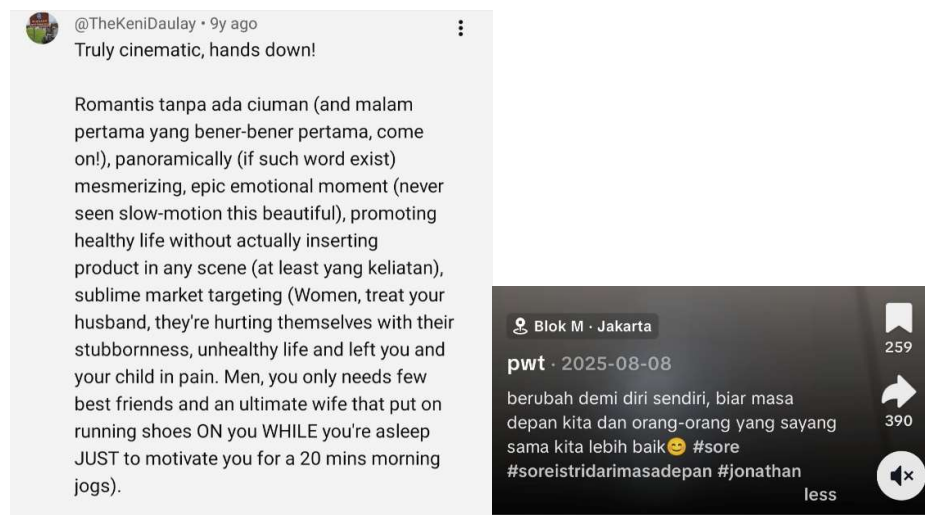 @TheKeniDaulay • 9y ago
Truly cinematic, hands down!
Romantis tanpa ada ciuman (and malam
pertama yang bener-bener pertama, come
on!), panoramically (if such word exist)
mesmerizing, epic emotional moment (never
seen slow-motion this beautiful), promoting
healthy life without actually inserting
product in any scene (at least yang keliatan),
sublime market targeting (Women, treat your
husband, they're hurting themselves with their
stubbornness, unhealthy life and left you and
your child in pain. Men, you only needs few
best friends and an ultimate wife that put on
running shoes ON you WHILE you're asleep
JUST to motivate you for a 20 mins morning
jogs).
Blok M · Jakarta
pwt · 2025-08-08
berubah demi diri sendiri, biar masa
depan kita dan orang-orang yang sayang
sama kita lebih baik😊 #sore
#soreistridarimasadepan #jonathan
less
259
390